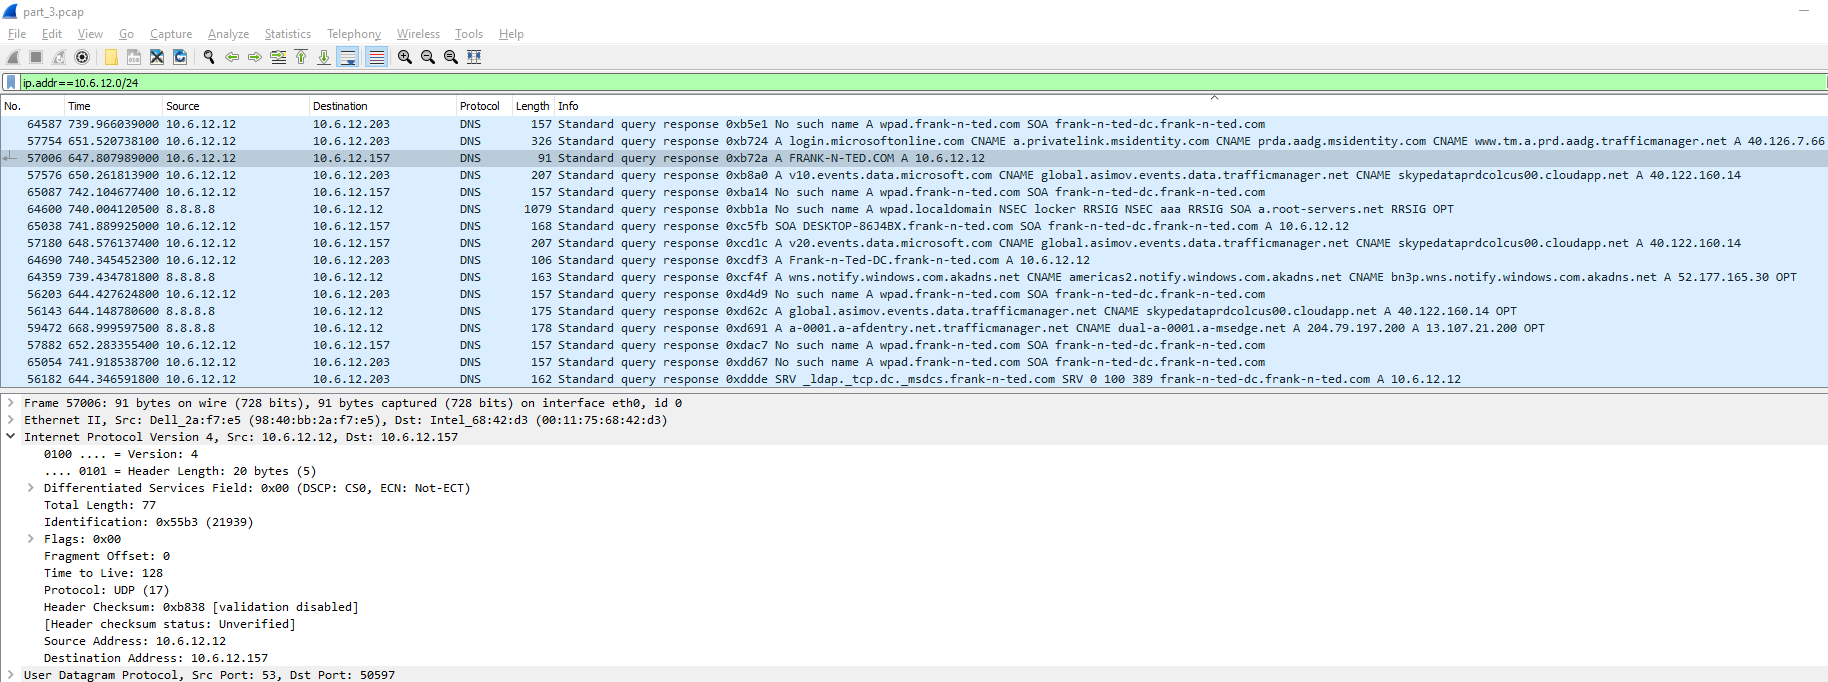 part_3.pcap
File Edit View Go Capture Analyze Statistics Telephony Wireless Tools Help
ip.addr==10.6.12.0/24
No. Time Source Destination Protocol Length Info
64587 739.966039000 10.6.12.12 10.6.12.203 DNS 157 Standard query response 0xb5e1 No such name A wpad.frank-n-ted.com SOA frank-n-ted-dc.frank-n-ted.com
57754 651.520738100 10.6.12.12 10.6.12.203 DNS 326 Standard query response 0xb724 A login.microsoftonline.com CNAME a.privatelink.msidentity.com CNAME prda.aadg.msidentity.com CNAME www.tm.a.prd.aadg.trafficmanager.net A 40.126.7.66
57006 647.807989000 10.6.12.12 10.6.12.157 DNS 91 Standard query response 0xb72a A FRANK-N-TED.COM A 10.6.12.12
57576 650.261813900 10.6.12.12 10.6.12.203 DNS 207 Standard query response 0xb8a0 A v10.events.data.microsoft.com CNAME global.asimov.events.data.trafficmanager.net CNAME skypedataprdcolcus00.cloudapp.net A 40.122.160.14
65087 742.104677400 10.6.12.12 10.6.12.157 DNS 157 Standard query response 0xba14 No such name A wpad.frank-n-ted.com SOA frank-n-ted-dc.frank-n-ted.com
64600 740.004120500 8.8.8.8 10.6.12.12 DNS 1079 Standard query response 0xbb1a No such name A wpad.localdomain NSEC locker RRSIG NSEC aaa RRSIG SOA a.root-servers.net RRSIG OPT
65038 741.889925000 10.6.12.12 10.6.12.157 DNS 168 Standard query response 0xc5fb SOA DESKTOP-86J4BX.frank-n-ted.com SOA frank-n-ted-dc.frank-n-ted.com A 10.6.12.12
57180 648.576137400 10.6.12.12 10.6.12.157 DNS 207 Standard query response 0xcd1c A v20.events.data.microsoft.com CNAME global.asimov.events.data.trafficmanager.net CNAME skypedataprdcolcus00.cloudapp.net A 40.122.160.14
64690 740.345452300 10.6.12.12 10.6.12.203 DNS 106 Standard query response 0xcdf3 A Frank-n-Ted-DC.frank-n-ted.com A 10.6.12.12
64359 739.434781800 8.8.8.8 10.6.12.12 DNS 163 Standard query response 0xcf4f A wns.notify.windows.com.akadns.net CNAME americas2.notify.windows.com.akadns.net CNAME bn3p.wns.notify.windows.com.akadns.net A 52.177.165.30 OPT
56203 644.427624800 10.6.12.12 10.6.12.203 DNS 157 Standard query response 0xd4d9 No such name A wpad.frank-n-ted.com SOA frank-n-ted-dc.frank-n-ted.com
56143 644.148780600 8.8.8.8 10.6.12.12 DNS 175 Standard query response 0xd62c A global.asimov.events.data.trafficmanager.net CNAME skypedataprdcolcus00.cloudapp.net A 40.122.160.14 OPT
59472 668.999597500 8.8.8.8 10.6.12.12 DNS 178 Standard query response 0xd691 A a-0001.a-afdentry.net.trafficmanager.net CNAME dual-a-0001.a-msedge.net A 204.79.197.200 A 13.107.21.200 OPT
57882 652.283355400 10.6.12.12 10.6.12.157 DNS 157 Standard query response 0xdac7 No such name A wpad.frank-n-ted.com SOA frank-n-ted-dc.frank-n-ted.com
65054 741.918538700 10.6.12.12 10.6.12.203 DNS 157 Standard query response 0xdd67 No such name A wpad.frank-n-ted.com SOA frank-n-ted-dc.frank-n-ted.com
56182 644.346591800 10.6.12.12 10.6.12.203 DNS 162 Standard query response 0xddde SRV _ldap._tcp.dc._msdcs.frank-n-ted.com SRV 0 100 389 frank-n-ted-dc.frank-n-ted.com A 10.6.12.12
Frame 57006: 91 bytes on wire (728 bits), 91 bytes captured (728 bits) on interface eth0, id 0
Ethernet II, Src: Dell_2a:f7:e5 (98:40:bb:2a:f7:e5), Dst: Intel_68:42:d3 (00:11:75:68:42:d3)
Internet Protocol Version 4, Src: 10.6.12.12, Dst: 10.6.12.157
0100 .... = Version: 4
.... 0101 = Header Length: 20 bytes (5)
Differentiated Services Field: 0x00 (DSCP: CS0, ECN: Not-ECT)
Total Length: 77
Identification: 0x55b3 (21939)
Flags: 0x00
Fragment Offset: 0
Time to Live: 128
Protocol: UDP (17)
Header Checksum: 0xb838 [validation disabled]
[Header checksum status: Unverified]
Source Address: 10.6.12.12
Destination Address: 10.6.12.157
User Datagram Protocol, Src Port: 53, Dst Port: 50597